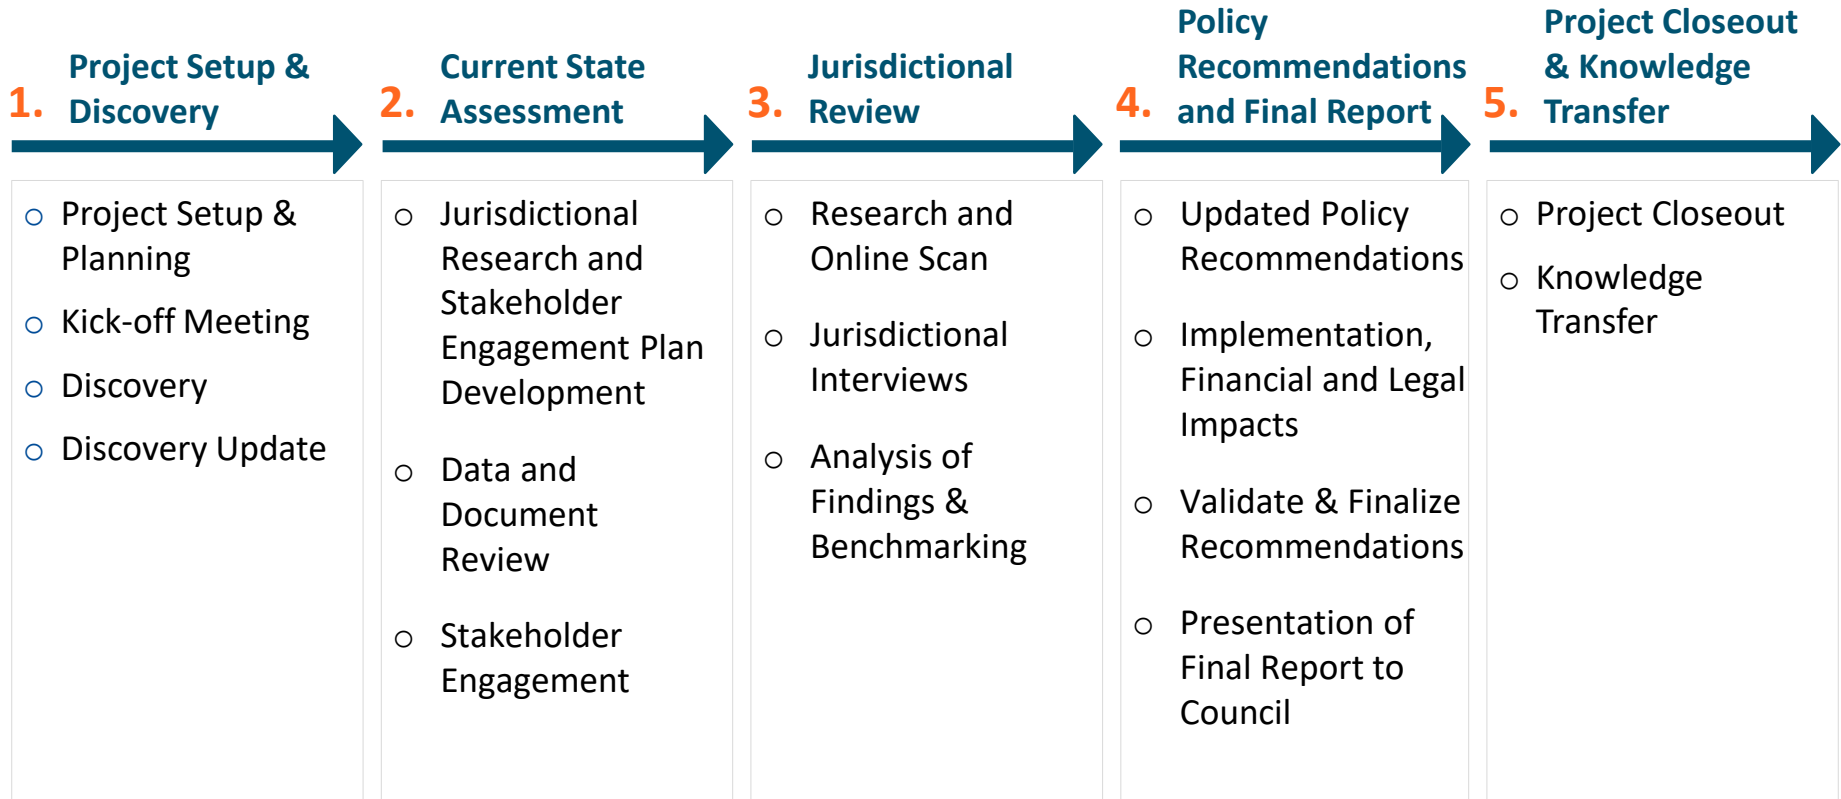 1.
Project Setup &
Discovery
○ Project Setup &
Planning
○ Kick-off Meeting
○ Discovery
○ Discovery Update
2.
Current State
Assessment
○ Jurisdictional
Research and
Stakeholder
Engagement Plan
Development
○ Data and
Document
Review
○ Stakeholder
Engagement
3.
Jurisdictional
Review
○ Research and
Online Scan
○ Jurisdictional
Interviews
○ Analysis of
Findings &
Benchmarking
4.
Policy
Recommendations
and Final Report
○ Updated Policy
Recommendations
○ Implementation,
Financial and Legal
Impacts
○ Validate & Finalize
Recommendations
○ Presentation of
Final Report to
Council
5.
Project Closeout
& Knowledge
Transfer
○ Project Closeout
○ Knowledge
Transfer